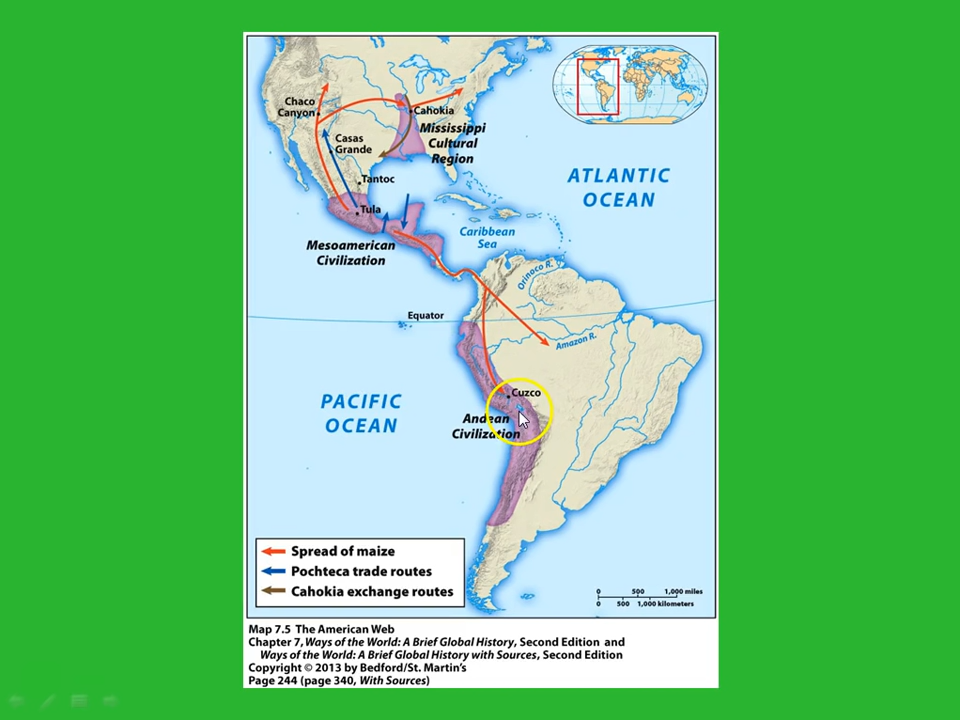 Chaco
Canyon
Cahokia
Mississippi
Cultural
Region
Casas
Grande
Tantoc
Tula
ATLANTIC
OCEAN
Mesoamerican
Civilization
Caribbean
Sea
Orinoco R.
Equator
Amazon R.
Cuzco
PACIFIC
OCEAN
Andean
Civilization
Spread of maize
Pochteca trade routes
Cahokia exchange routes
0 500 1,000 miles
0 500 1,000 kilometers
Map 7.5 The American Web
Chapter 7, Ways of the World: A Brief Global History, Second Edition and
Ways of the World: A Brief Global History with Sources, Second Edition
Copyright © 2013 by Bedford/St. Martin's
Page 244 (page 340, With Sources)